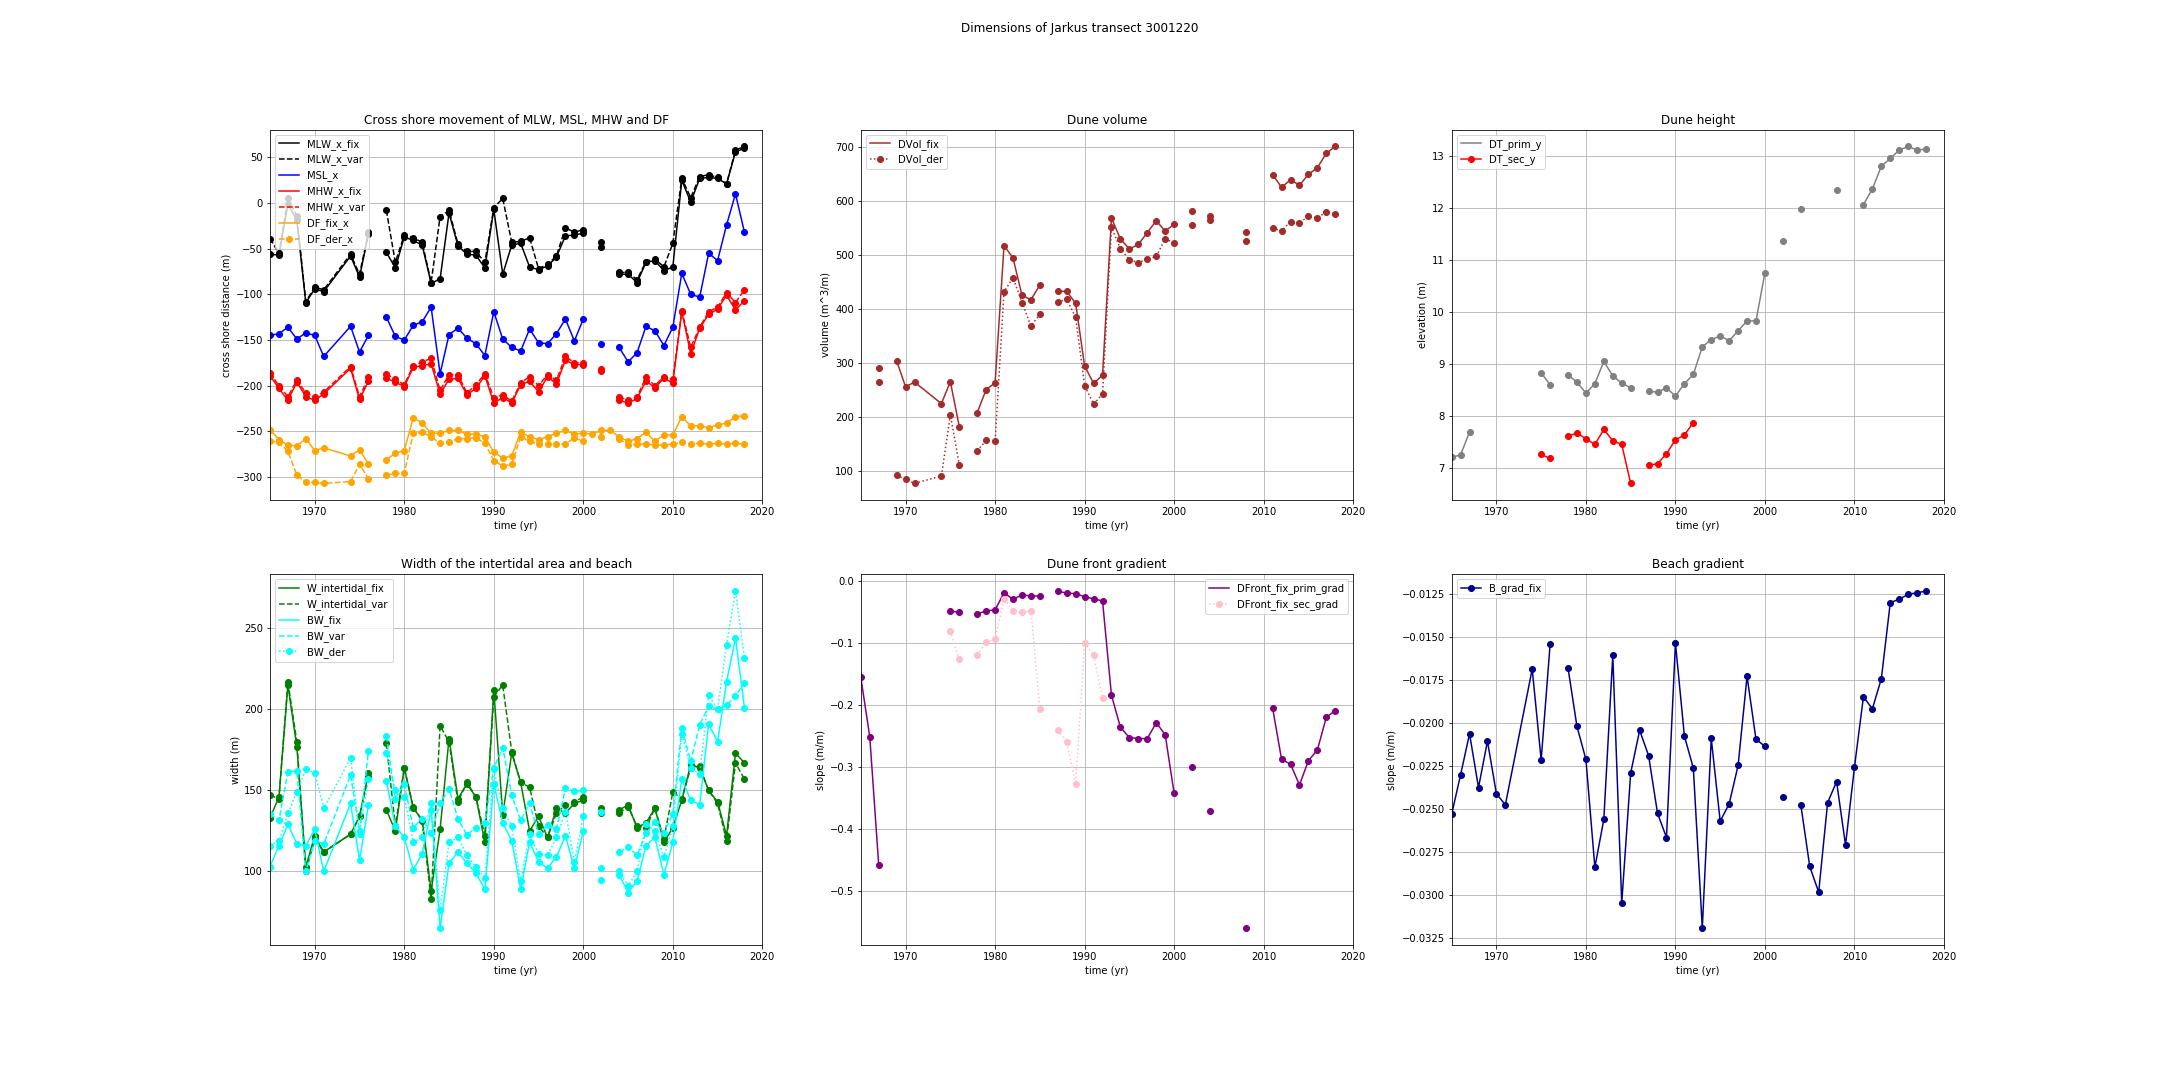 Dimensions of Jarkus transect 3001220
Cross shore movement of MLW, MSL, MHW and DF
MLW_x_fix
MLW_x_var
MSL_x
MHW_x_fix
MHW_x_var
DF_fix_x
DF_der_x
50
0
−50
−100
−150
−200
−250
−300
cross shore distance (m)
1970 1980 1990 2000 2010 2020
time (yr)
Dune volume
DVol_fix
DVol_der
700
600
500
400
300
200
100
volume (m^3/m)
1970 1980 1990 2000 2010 2020
time (yr)
Dune height
DT_prim_y
DT_sec_y
13
12
11
10
9
8
7
elevation (m)
1970 1980 1990 2000 2010 2020
time (yr)
Width of the intertidal area and beach
W_intertidal_fix
W_intertidal_var
BW_fix
BW_var
BW_der
250
200
150
100
width (m)
1970 1980 1990 2000 2010 2020
time (yr)
Dune front gradient
DFront_fix_prim_grad
DFront_fix_sec_grad
0.0
−0.1
−0.2
−0.3
−0.4
−0.5
slope (m/m)
1970 1980 1990 2000 2010 2020
time (yr)
Beach gradient
B_grad_fix
−0.0125
−0.0150
−0.0175
−0.0200
−0.0225
−0.0250
−0.0275
−0.0300
−0.0325
slope (m/m)
1970 1980 1990 2000 2010 2020
time (yr)